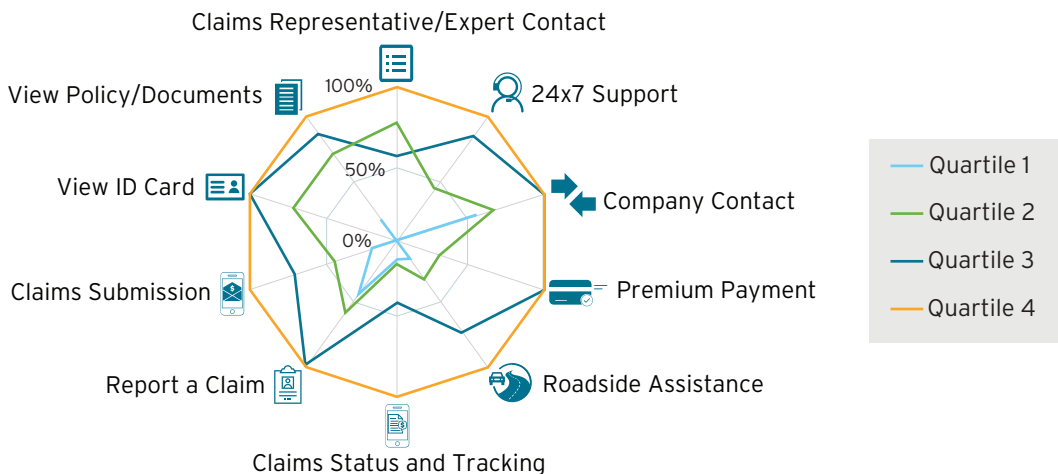 Claims Representative/Expert Contact
100%
View Policy/Documents
24x7 Support
50%
View ID Card
Company Contact
0%
Claims Submission
$
Premium Payment
Report a Claim
Roadside Assistance
$
Claims Status and Tracking
Quartile 1
Quartile 2
Quartile 3
Quartile 4